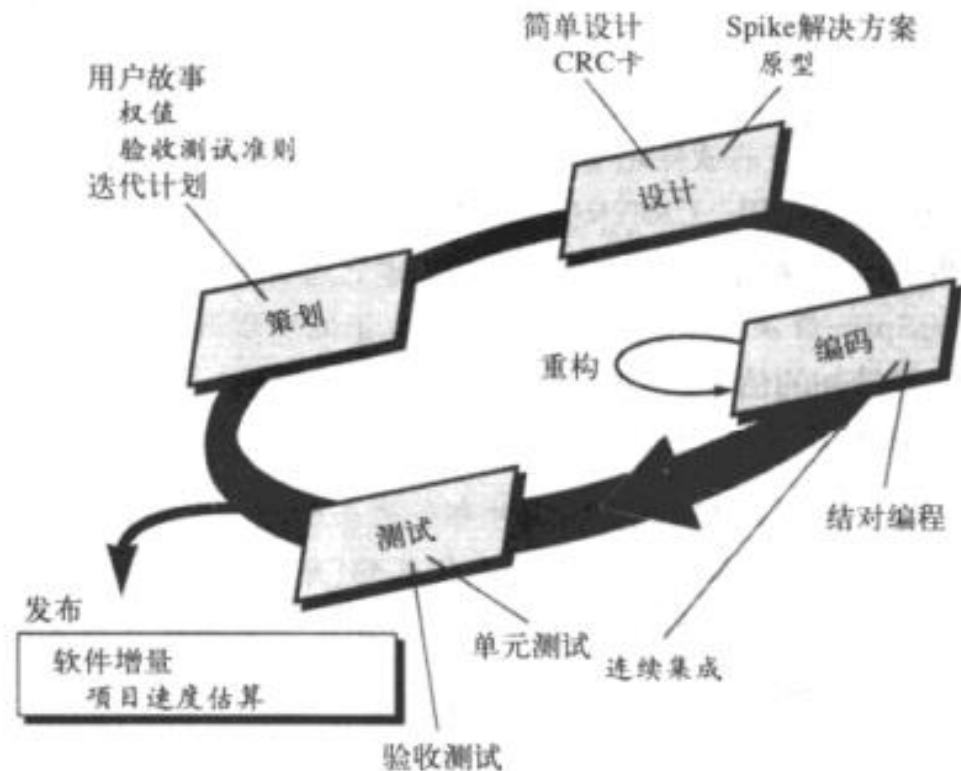 简单设计
CRC卡
Spike解决方案
原型
用户故事
权值
验收测试准则
迭代计划
设计
策划
编码
重构
测试
结对编程
发布
软件增量
项目速度估算
单元测试
连续集成
验收测试